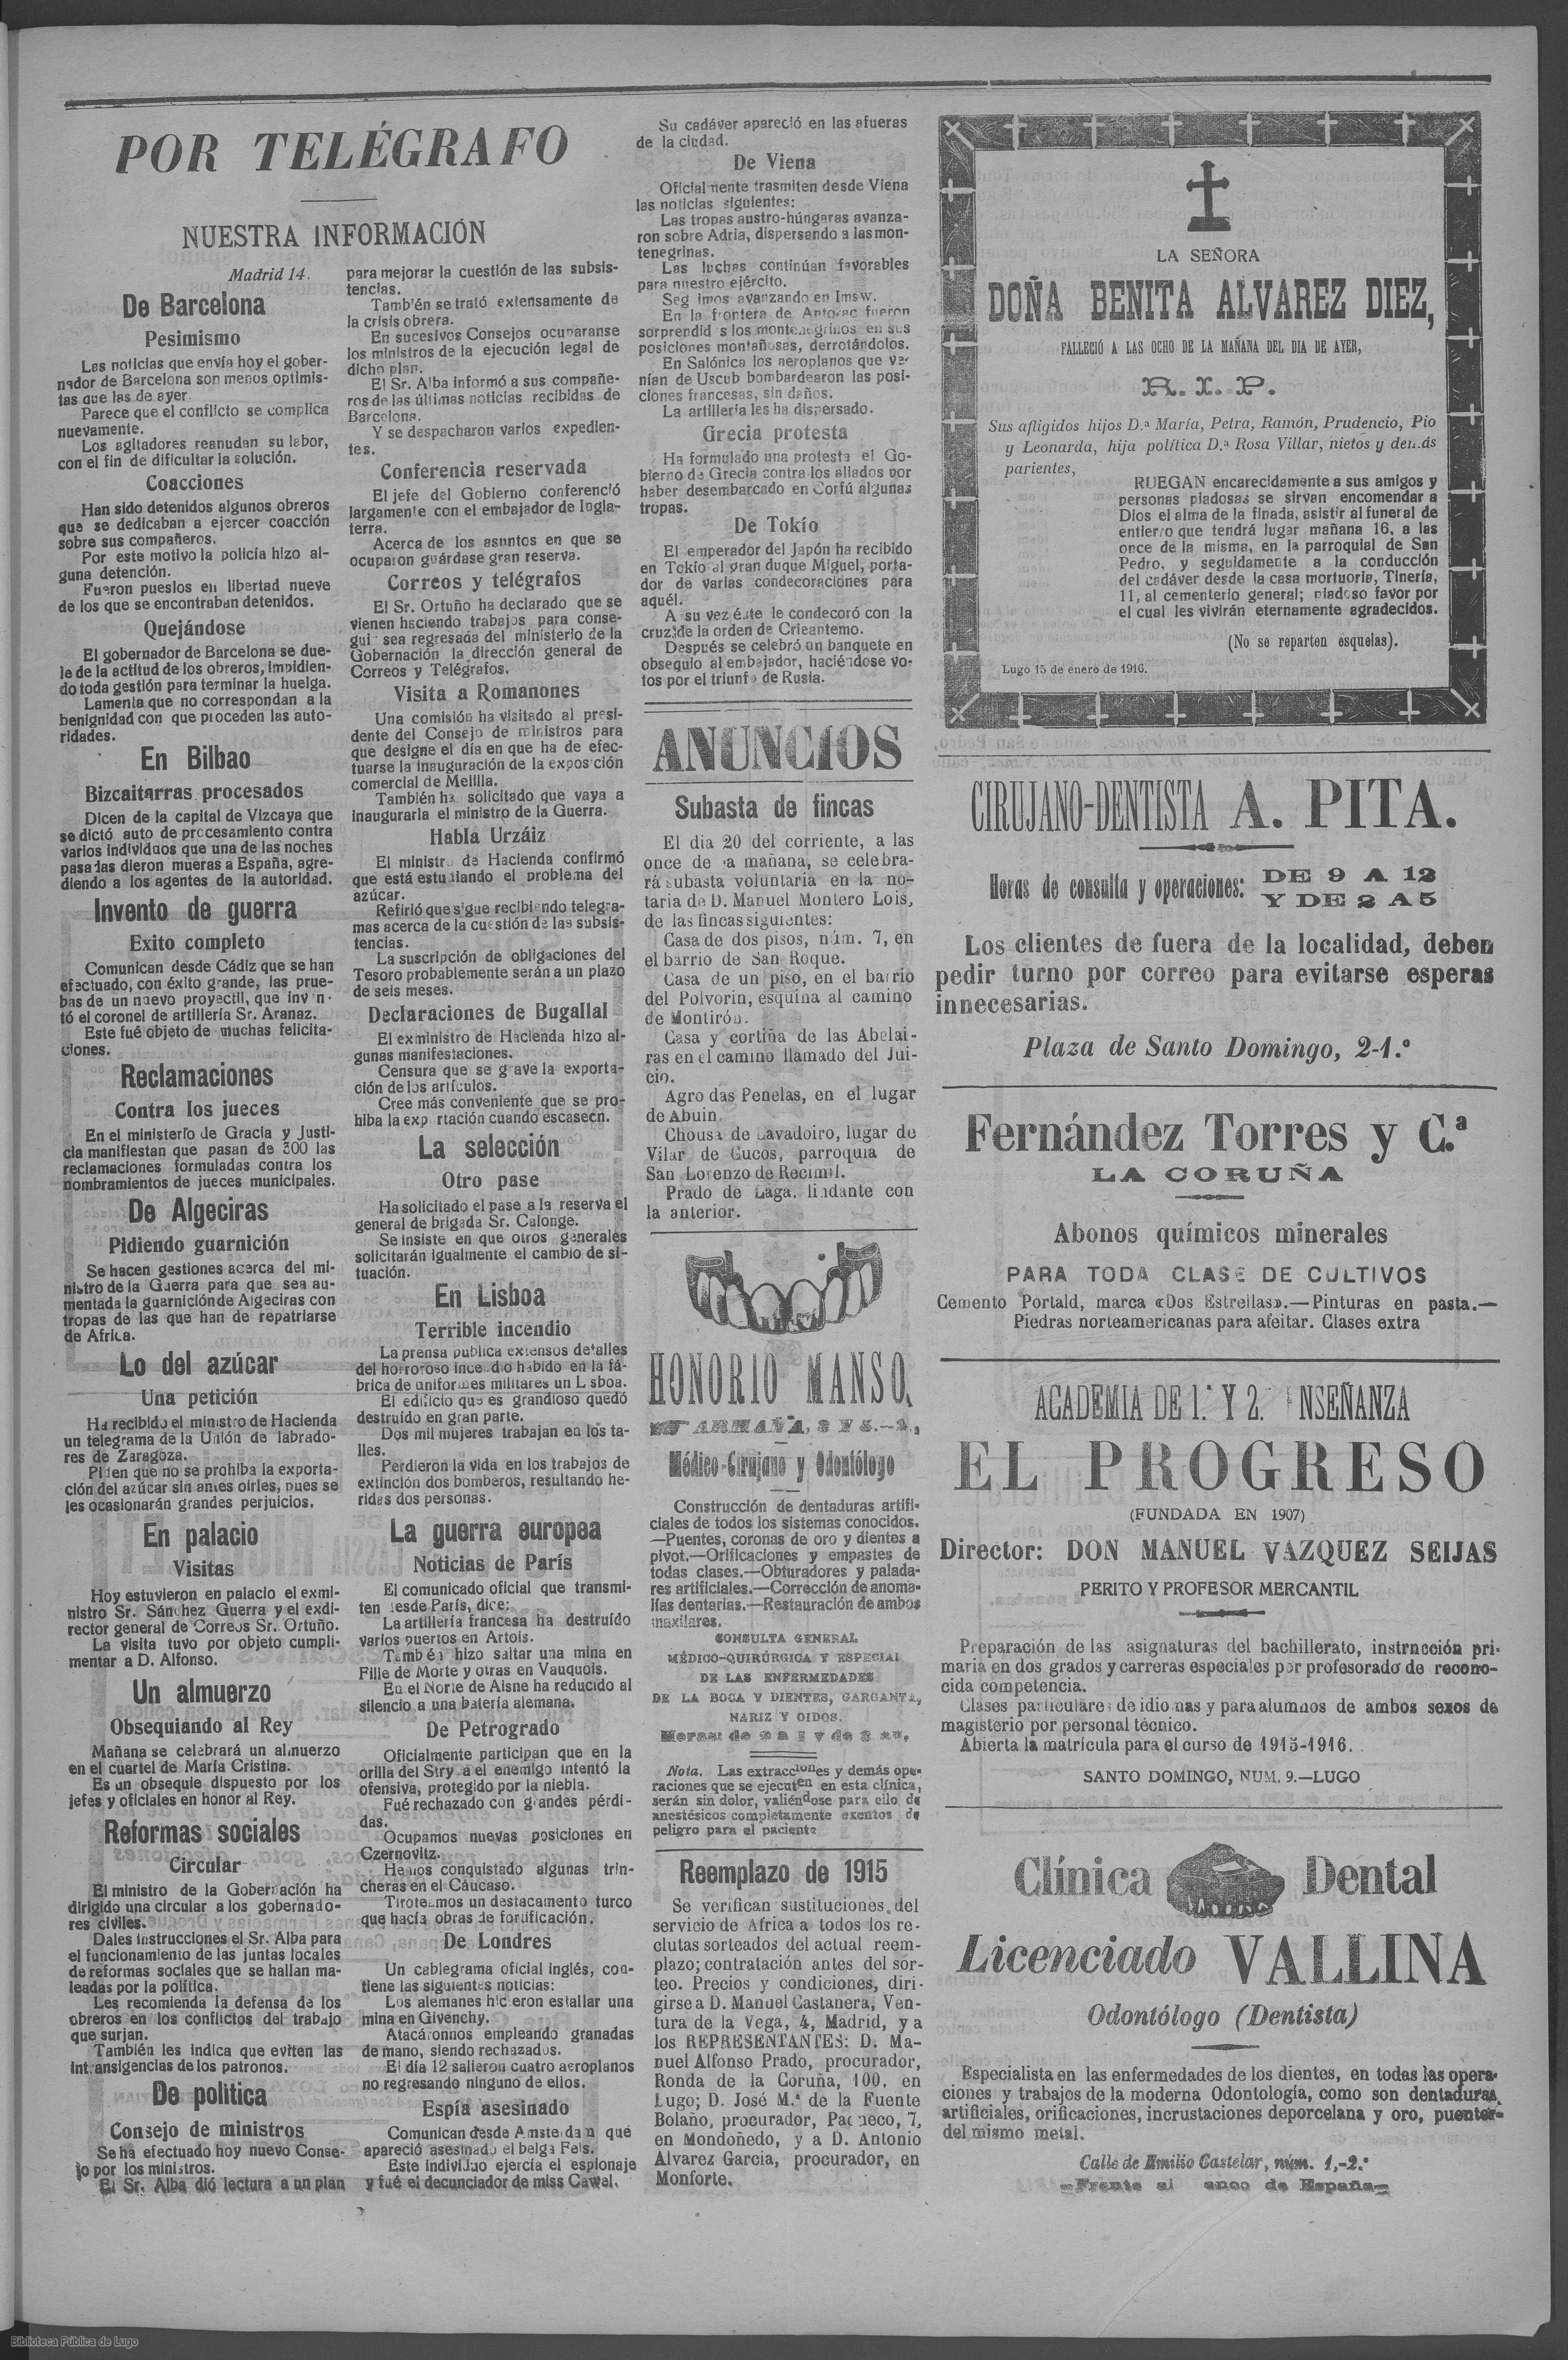 POR TELÉGRAFO
NUESTRA INFORMACIÓN
Madrid 14.
De Barcelona
Pesimismo
Las noticias que envía hoy el gober-
nador de Barcelona son menos optimis-
tas que las de ayer.
Parece que el conflicto se complica
nuevamente.
Los agitadores reanudan su labor,
con el fin de dificultar la solución.
Coacciones
Han sido detenidos algunos obreros
que se dedicaban a ejercer coacción
sobre sus compañeros.
Por este motivo la policía hizo al-
guna detención.
Fueron puestos en libertad nueve
de los que se encontraban detenidos.
Quejándose
El gobernador de Barcelona se due-
le de la actitud de los obreros, impidien-
do toda gestión para terminar la huelga.
Lamenta que no correspondan a la
benignidad con que proceden las auto-
ridades.
En Bilbao
Bizcaitarras procesados
Dicen de la capital de Vizcaya que
se dictó auto de procesamiento contra
varios individuos que una de las noches
pasadas dieron mueras a España, agre-
diendo a los agentes de la autoridad.
Invento de guerra
Exito completo
Comunican desde Cádiz que se han
efectuado, con éxito grande, las prue-
bas de un nuevo proyectil, que inven-
tó el coronel de artillería Sr. Aranaz.
Este fué objeto de muchas felicita-
ciones.
Reclamaciones
Contra los jueces
En el ministerio de Gracia y Justi-
cia manifiestan que pasan de 300 las
reclamaciones formuladas contra los
nombramientos de jueces municipales.
De Algeciras
Pidiendo guarnición
Se hacen gestiones acerca del mi-
nistro de la Guerra para que sea au-
mentada la guarnición de Algeciras con
tropas de las que han de repatriarse
de Africa.
Lo del azúcar
Una petición
Ha recibido el ministro de Hacienda
un telegrama de la Unión de labrado-
res de Zaragoza.
Piden que no se prohiba la exporta-
ción del azúcar sin antes oirles, pues se
les ocasionarán grandes perjuicios.
En palacio
Visitas
Hoy estuvieron en palacio el exmi-
nistro Sr. Sánchez Guerra y el exdi-
rector general de Correos Sr. Ortuño.
La visita tuvo por objeto cumpli-
mentar a D. Alfonso.
Un almuerzo
Obsequiando al Rey
Mañana se celebrará un almuerzo
en el cuartel de María Cristina.
Es un obsequie dispuesto por los
jefes y oficiales en honor al Rey.
Reformas sociales
Circular
El ministro de la Gobernación ha
dirigido una circular a los gobernado-
res civiles.
Dales instrucciones el Sr. Alba para
el funcionamiento de las juntas locales
de reformas sociales que se hallan ma-
leadas por la política.
Les recomienda la defensa de los
obreros en los conflictos del trabajo
que surjan.
También les indica que eviten las
intransigencias de los patronos.
De política
Consejo de ministros
Se ha efectuado hoy nuevo Conse-
jo por los ministros.
El Sr. Alba dió lectura a un plan
para mejorar la cuestión de las subsis-
tencias.
También se trató extensamente de
la crisis obrera.
En sucesivos Consejos ocuparanse
los ministros de la ejecución legal de
dicho plan.
El Sr. Alba informó a sus compañe-
ros de las últimas noticias recibidas de
Barcelona.
Y se despacharon varios expedien-
tes.
Conferencia reservada
El jefe del Gobierno conferenció
largamente con el embajador de Ingla-
terra.
Acerca de los asuntos en que se
ocuparon guárdase gran reserva.
Correos y telégrafos
El Sr. Ortuño ha declarado que se
vienen haciendo trabajos para conse-
guir sea regresada del ministerio de la
Gobernación la dirección general de
Correos y Telégrafos.
Visita a Romanones
Una comisión ha visitado al presi-
dente del Consejo de ministros para
que designe el día en que ha de efec-
tuarse la inauguración de la exposición
comercial de Melilla.
También ha solicitado que vaya a
inaugurarla el ministro de la Guerra.
Habla Urzáiz
El ministro de Hacienda confirmó
que está estudiando el problema del
azúcar.
Refirió que sigue recibiendo telegra-
mas acerca de la cuestión de las subsis-
tencias.
La suscripción de obligaciones del
Tesoro probablemente serán a un plazo
de seis meses.
Declaraciones de Bugallal
El exministro de Hacienda hizo al-
gunas manifestaciones.
Censura que se grave la exporta-
ción de los artículos.
Cree más conveniente que se pro-
hiba la exportación cuando escaseen.
La selección
Otro pase
Ha solicitado el pase a la reserva el
general de brigada Sr. Calonge.
Se insiste en que otros generales
solicitarán igualmente el cambio de si-
tuación.
En Lisboa
Terrible incendio
La prensa publica extensos detalles
del horroroso incendio habido en la fá-
brica de uniformes militares un Lisboa.
El edificio que es grandioso quedó
destruído en gran parte.
Dos mil mujeres trabajan en los ta-
lles.
Perdieron la vida en los trabajos de
extinción dos bomberos, resultando he-
ridas dos personas.
La guerra europea
Noticias de París
El comunicado oficial que transmi-
ten desde París, dice:
La artillería francesa ha destruído
varios puertos en Artois.
También hizo saltar una mina en
Fille de Morte y otras en Vauquois.
En el Norte de Aisne ha reducido al
silencio a una batería alemana.
De Petrogrado
Oficialmente participan que en la
orilla del Strypa el enemigo intentó la
ofensiva, protegido por la niebla.
Fué rechazado con grandes pérdi-
das.
Ocupamos nuevas posiciones en
Czernovitz.
Hemos conquistado algunas trin-
cheras en el Cáucaso.
Tiroteamos un destacamento turco
que hacía obras de fortificación.
De Londres
Un cablegrama oficial inglés, con-
tiene las siguientes noticias:
Los alemanes hicieron estallar una
mina en Givenchy.
Atacáronnos empleando granadas
de mano, siendo rechazados.
El día 12 salieron cuatro aeroplanos
no regresando ninguno de ellos.
Espía asesinado
Comunican desde Amsterdan que
apareció asesinado el belga Fels.
Este individuo ejercía el espionaje
y fué el denunciador de miss Cawel.
Su cadáver apareció en las afueras
de la ciudad.
De Viena
Oficialmente trasmiten desde Viena
las noticias siguientes:
Las tropas austro-húngaras avanza-
ron sobre Adria, dispersando a las mon-
tenegrinas.
Las luchas continúan favorables
para nuestro ejército.
Seguimos avanzando en Imsw.
En la frontera de fueron
sorprendidos los montenegrinos en sus
posiciones montañosas, derrotándolos.
En Salónica los aeroplanos que ve-
nían de Uscub bombardearon las posi-
ciones francesas, sin daños.
La artillería les ha dispersado.
Grecia protesta
Ha formulado una protesta el Go-
bierno de Grecia contra los aliados por
haber desembarcado en Corfú algunas
tropas.
De Tokío
El emperador del Japón ha recibido
en Tokío al gran duque Miguel, porta-
dor de varias condecoraciones para
aquél.
A su vez éste le condecoró con la
cruz de la orden de Crieantemo.
Después se celebró un banquete en
obsequio al embajador, haciéndose vo-
tos por el triunfo de Rusia.
ANUNCIOS
Subasta de fincas
El dia 20 del corriente, a las
once de la mañana, se celebra-
rá subasta voluntaria en la no-
taria de D. Manuel Montero Lois,
de las fincas siguientes:
Casa de dos pisos, núm. 7, en
el barrio de San Roque.
Casa de un piso, en el barrio
del Polvorin, esquina al camino
de Montirón.
Casa y cortiña de las Abelai-
ras en el camino llamado del Jui-
cio.
Agro das Penelas, en el lugar
de Abuin.
Chousa de Lavadoiro, lugar de
Vilar de Cucos, parroquia de
San Lorenzo de Recimil.
Prado de Laga, lindante con
la anterior.
HONORIO MANSO,
ARMAÑÁ, 3 Y 5.—2.,
Médico-Cirujano y Odontólogo
Construcción de dentaduras artifi-
ciales de todos los sistemas conocidos.
—Puentes, coronas de oro y dientes a
pivot.—Orificaciones y empastes de
todas clases.—Obturadores y palada-
res artificiales.—Corrección de anoma-
lías dentarias.—Restauración de ambos
maxilares.
CONSULTA GENERAL
MÉDICO-QUIRÚRGICA Y ESPECIAL
DE LAS ENFERMEDADES
DE LA BOCA Y DIENTES, GARGANTA,
NARIZ Y OIDOS.
Horas: de 9 a 1 y de 3 a
Nota. Las extracciones y demás ope-
raciones que se ejecuten en esta clínica,
serán sin dolor, valiéndose para ello de
anestésicos completamente exentos de
peligro para el paciente
Reemplazo de 1915
Se verifican sustituciones del
servicio de Africa a todos los re-
clutas sorteados del actual reem-
plazo; contratación antes del sor-
teo. Precios y condiciones, diri-
girse a D. Manuel Castanera, Ven-
tura de la Vega, 4, Madrid, y a
los REPRESENTANTES: D. Ma-
nuel Alfonso Prado, procurador,
Ronda de la Coruña, 100, en
Lugo; D. José M.ª de la Fuente
Bolaño, procurador, Pacheco, 7,
en Mondoñedo, y a D. Antonio
Alvarez Garcia, procurador, en
Monforte.
LA SEÑORA
DOÑA BENITA ALVAREZ DIEZ,
FALLECIÓ A LAS OCHO DE LA MAÑANA DEL DIA DE AYER,
R. I. P.
Sus afligidos hijos D.ª María, Petra, Ramón, Prudencio, Pio
y Leonarda, hija política D.ª Rosa Villar, nietos y demás
parientes,
RUEGAN encarecidamente a sus amigos y
personas piadosas se sirvan encomendar a
Dios el alma de la finada, asistir al funeral de
entierro que tendrá lugar mañana 16, a las
once de la misma, en la parroquial de San
Pedro, y seguidamente a la conducción
del cadáver desde la casa mortuoria, Tinería,
11, al cementerio general; piadoso favor por
el cual les vivirán eternamente agradecidos.
(No se reparten esquelas).
Lugo 15 de enero de 1916.
CIRUJANO-DENTISTA A. PITA.
Horas de consulta y operaciones: DE 9 A 12
Y DE 2 A 5
Los clientes de fuera de la localidad, deben
pedir turno por correo para evitarse esperas
innecesarias.
Plaza de Santo Domingo, 2-1.º
Fernández Torres y C.ª
LA CORUÑA
Abonos químicos minerales
PARA TODA CLASE DE CULTIVOS
Cemento Portald, marca «Dos Estrellas».—Pinturas en pasta.—
Piedras norteamericanas para afeitar. Clases extra
ACADEMIA DE 1.ª Y 2.ª ENSEÑANZA
EL PROGRESO
(FUNDADA EN 1907)
Director: DON MANUEL VAZQUEZ SEIJAS
PERITO Y PROFESOR MERCANTIL
Preparación de las asignaturas del bachillerato, instrncción pri-
maria en dos grados y carreras especiales por profesorado de recono-
cida competencia.
Clases particulares de idiomas y para alumnos de ambos sexos de
magisterio por personal técnico.
Abierta la matrícula para el curso de 1915-1916.
SANTO DOMINGO, NUM. 9.—LUGO
Clínica Dental
Licenciado VALLINA
Odontólogo (Dentista)
Especialista en las enfermedades de los dientes, en todas las opera-
ciones y trabajos de la moderna Odontología, como son dentaduras
artificiales, orificaciones, incrustaciones de porcelana y oro, puentes
del mismo metal.
Calle de Emilio Castelar, núm. 1,-2.º
—Frente al anco de España—
Biblioteca Pública de Lugo